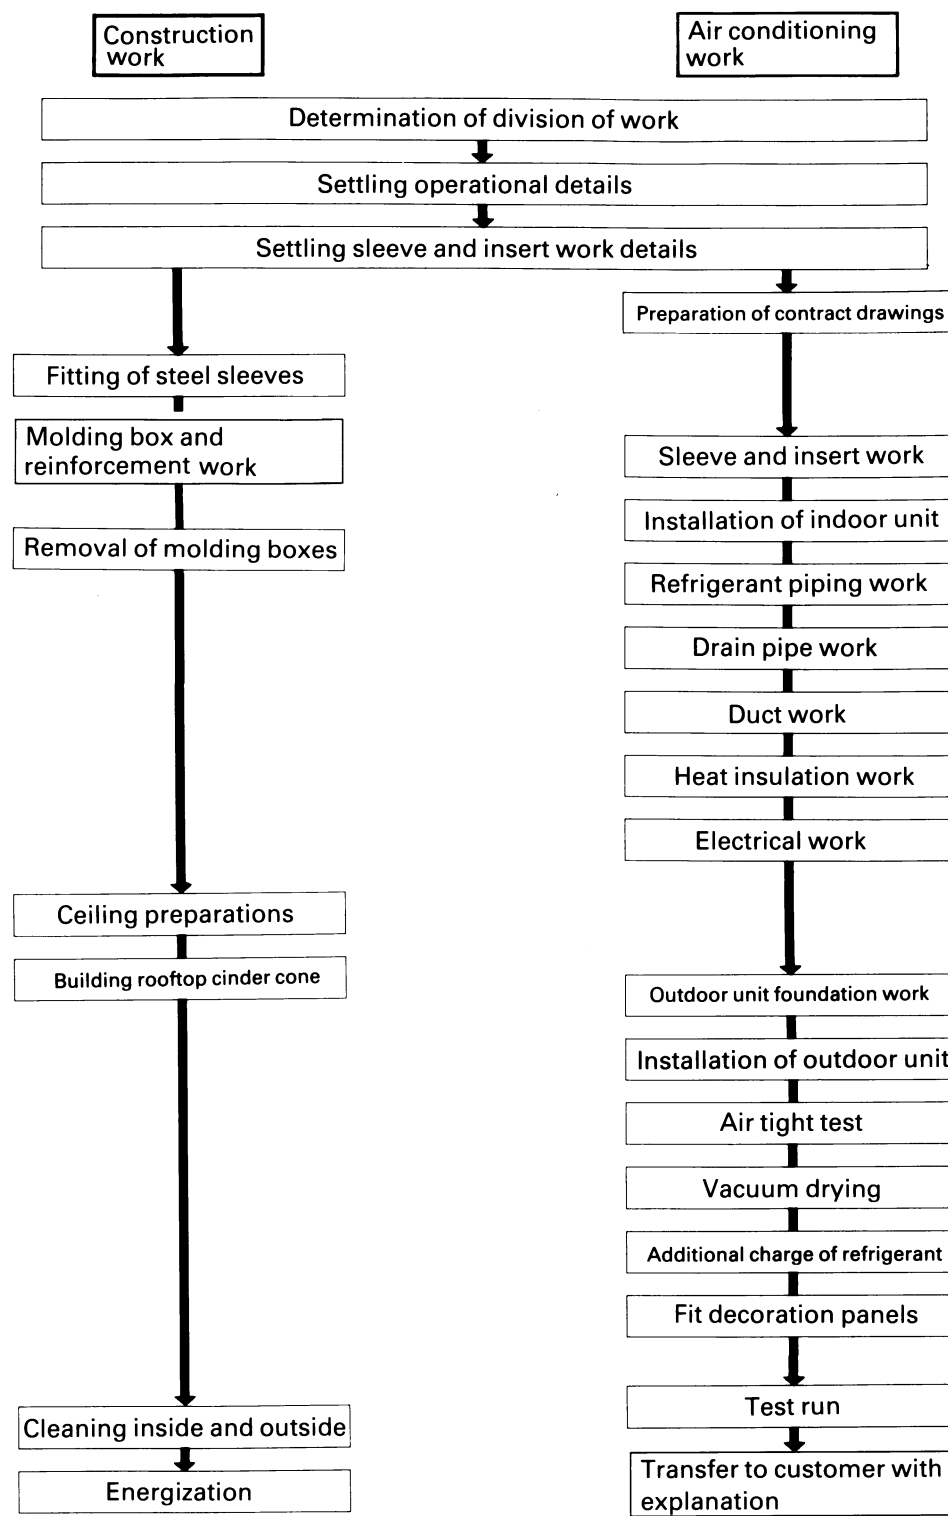 Construction
work
Air conditioning
work
Determination of division of work
Settling operational details
Settling sleeve and insert work details
Preparation of contract drawings
Fitting of steel sleeves
Molding box and
reinforcement work
Sleeve and insert work
Installation of indoor unit
Removal of molding boxes
Refrigerant piping work
Drain pipe work
Duct work
Heat insulation work
Electrical work
Ceiling preparations
Building rooftop cinder cone
Outdoor unit foundation work
Installation of outdoor unit
Air tight test
Vacuum drying
Additional charge of refrigerant
Fit decoration panels
Test run
Cleaning inside and outside
Transfer to customer with
explanation
Energization